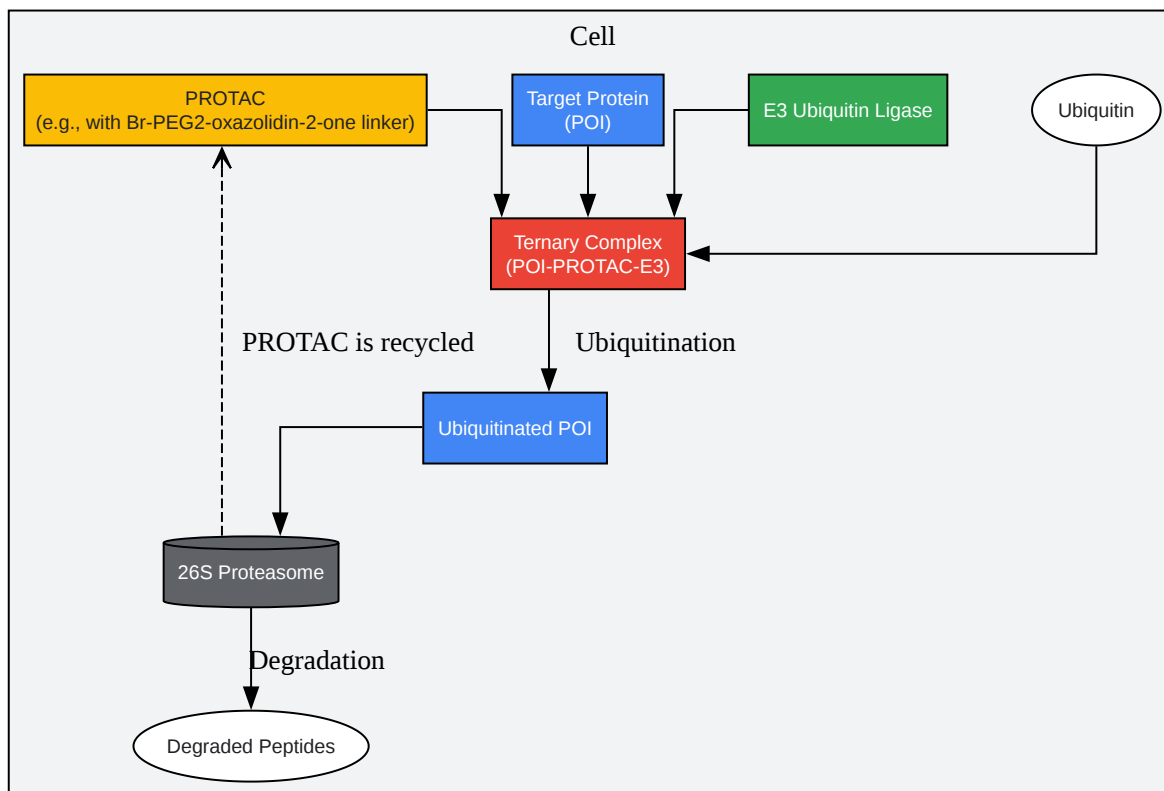 Cell
PROTAC
(e.g., with Br-PEG2-oxazolidin-2-one linker)
Target Protein
(POI)
E3 Ubiquitin Ligase
Ubiquitin
Ternary Complex
(POI-PROTAC-E3)
PROTAC is recycled
Ubiquitination
Ubiquitinated POI
26S Proteasome
Degradation
Degraded Peptides